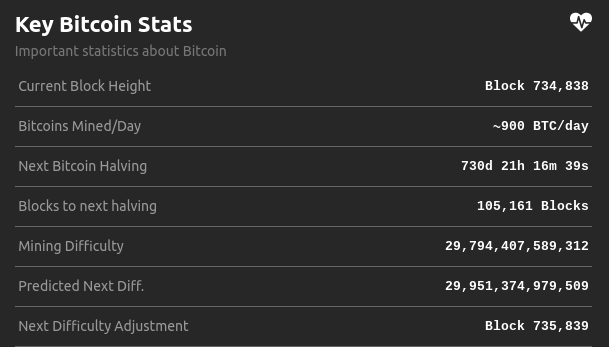 Key Bitcoin Stats
Important statistics about Bitcoin
Current Block Height Block 734,838
Bitcoins Mined/Day ~900 BTC/day
Next Bitcoin Halving 730d 21h 16m 39s
Blocks to next halving 105,161 Blocks
Mining Difficulty 29,794,407,589,312
Predicted Next Diff. 29,951,374,979,509
Next Difficulty Adjustment Block 735,839